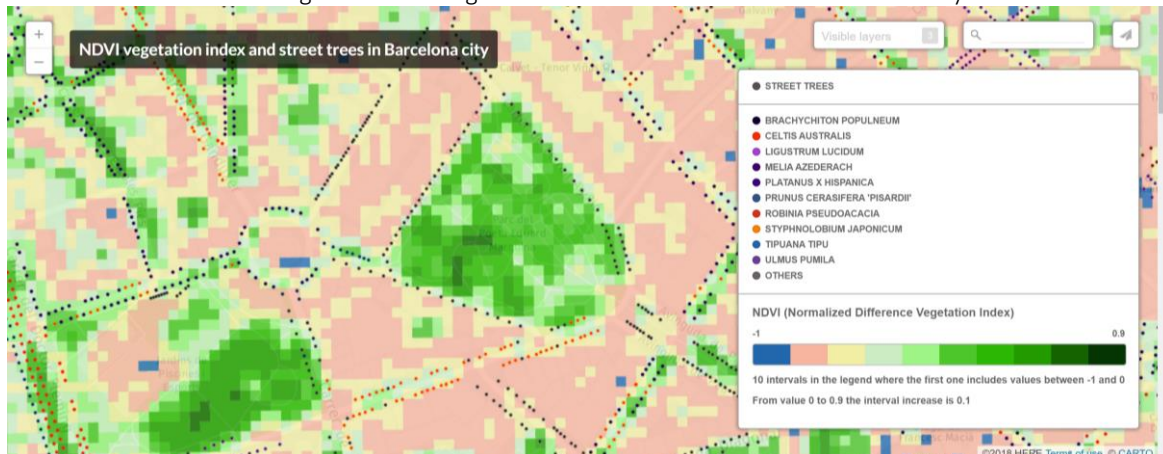 NDVI vegetation index and street trees in Barcelona city
+
−
Visible layers
STREET TREES
BRACHYCHITON POPULNEUM
CELTIS AUSTRALIS
LIGUSTRUM LUCIDUM
MELIA AZEDERACH
PLATANUS X HISPANICA
PRUNUS CERASIFERA 'PISARDII'
ROBINIA PSEUDOACACIA
STYPHNOLOBIUM JAPONICUM
TIPUANA TIPU
ULMUS PUMILA
OTHERS
NDVI (Normalized Difference Vegetation Index)
-1 0.9
10 intervals in the legend where the first one includes values between -1 and 0
From value 0 to 0.9 the interval increase is 0.1
Francesc Macià
©2018 HERE Terms of use, © CARTO